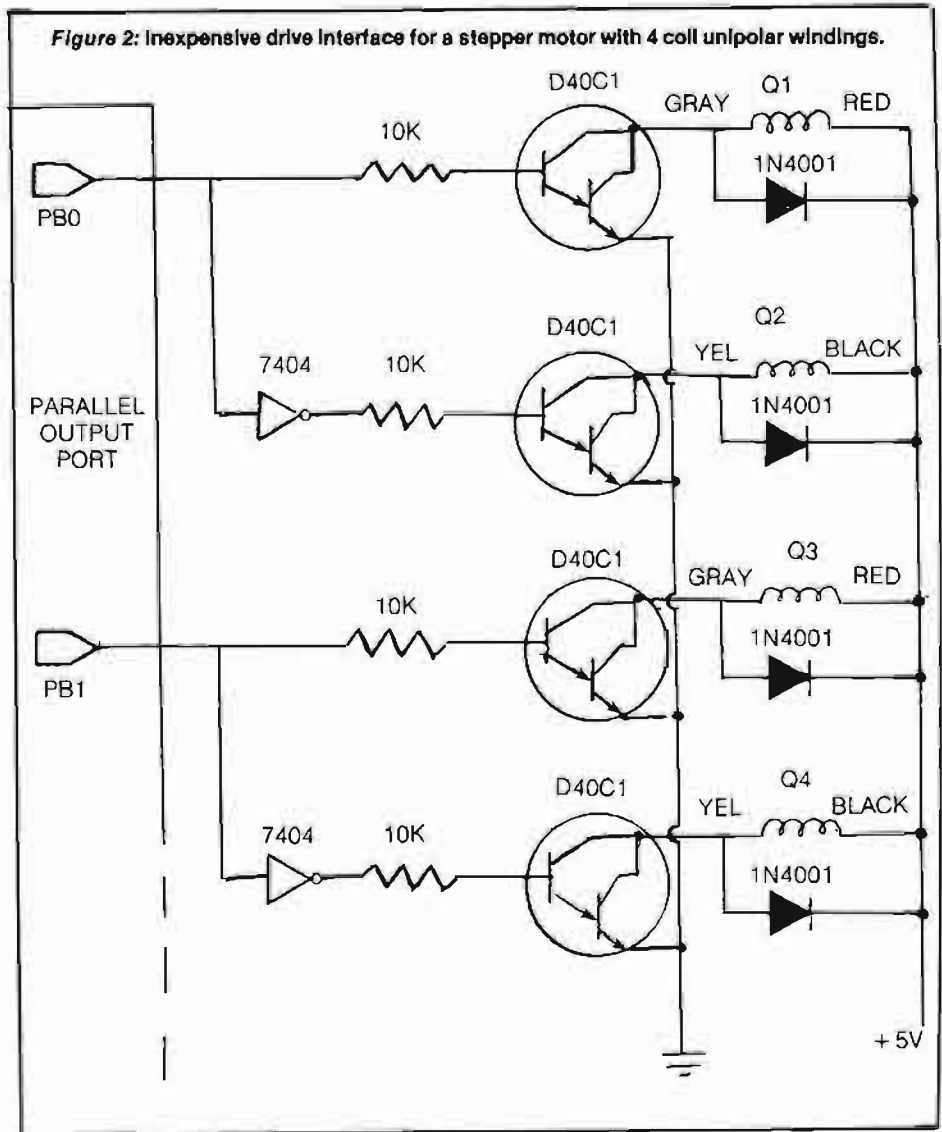 Figure 2: Inexpensive drive interface for a stepper motor with 4 coil unipolar windings.
D40C1
GRAY
Q1
RED
10K
1N4001
PB0
D40C1
Q2
7404
10K
YEL
BLACK
1N4001
PARALLEL
OUTPUT
PORT
D40C1
Q3
10K
GRAY
RED
1N4001
PB1
D40C1
Q4
7404
10K
YEL
BLACK
1N4001
+ 5V